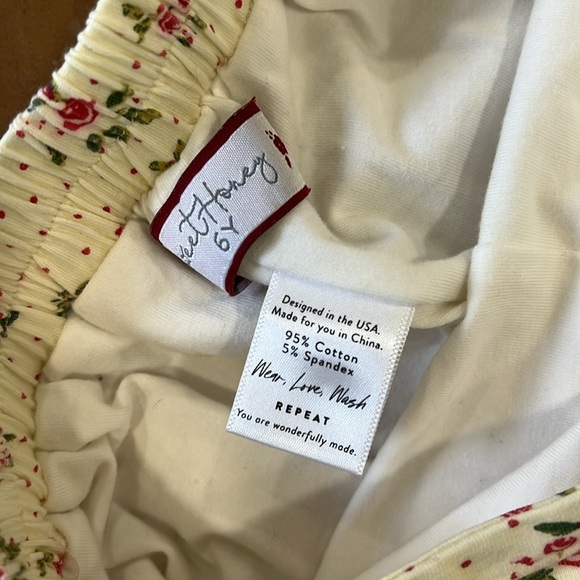 Honey
6Y
Designed in the USA.
Made for you in China.
95% Cotton
5% Spandex
Wear, Love, Wash
REPEAT
You are wonderfully made.